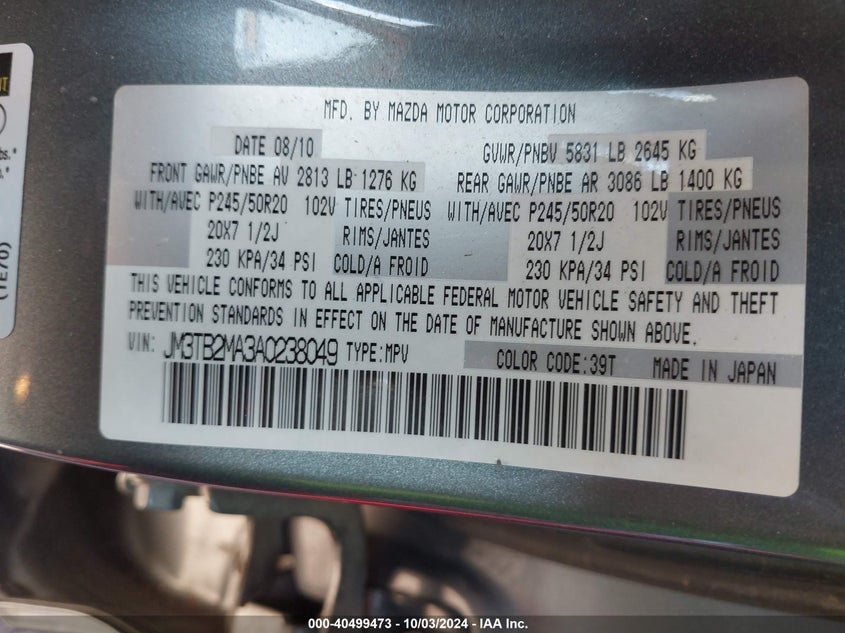 MFD. BY MAZDA MOTOR CORPORATION
DATE 08/10 GVWR/PNBV 5831 LB 2645 KG
FRONT GAWR/PNBE AV 2813 LB 1276 KG REAR GAWR/PNBE AR 3086 LB 1400 KG
WITH/AVEC P245/50R20 102V TIRES/PNEUS WITH/AVEC P245/50R20 102V TIRES/PNEUS
20X7 1/2J RIMS/JANTES 20X7 1/2J RIMS/JANTES
230 KPA/34 PSI COLD/A FROID 230 KPA/34 PSI COLD/A FROID
THIS VEHICLE CONFORMS TO ALL APPLICABLE FEDERAL MOTOR VEHICLE SAFETY AND THEFT
PREVENTION STANDARDS IN EFFECT ON THE DATE OF MANUFACTURE SHOWN ABOVE.
VIN: JM3TB2MA3A0238049 TYPE:MPV COLOR CODE:39T MADE IN JAPAN
(TE70)
000-40499473 - 10/03/2024 - IAA Inc.